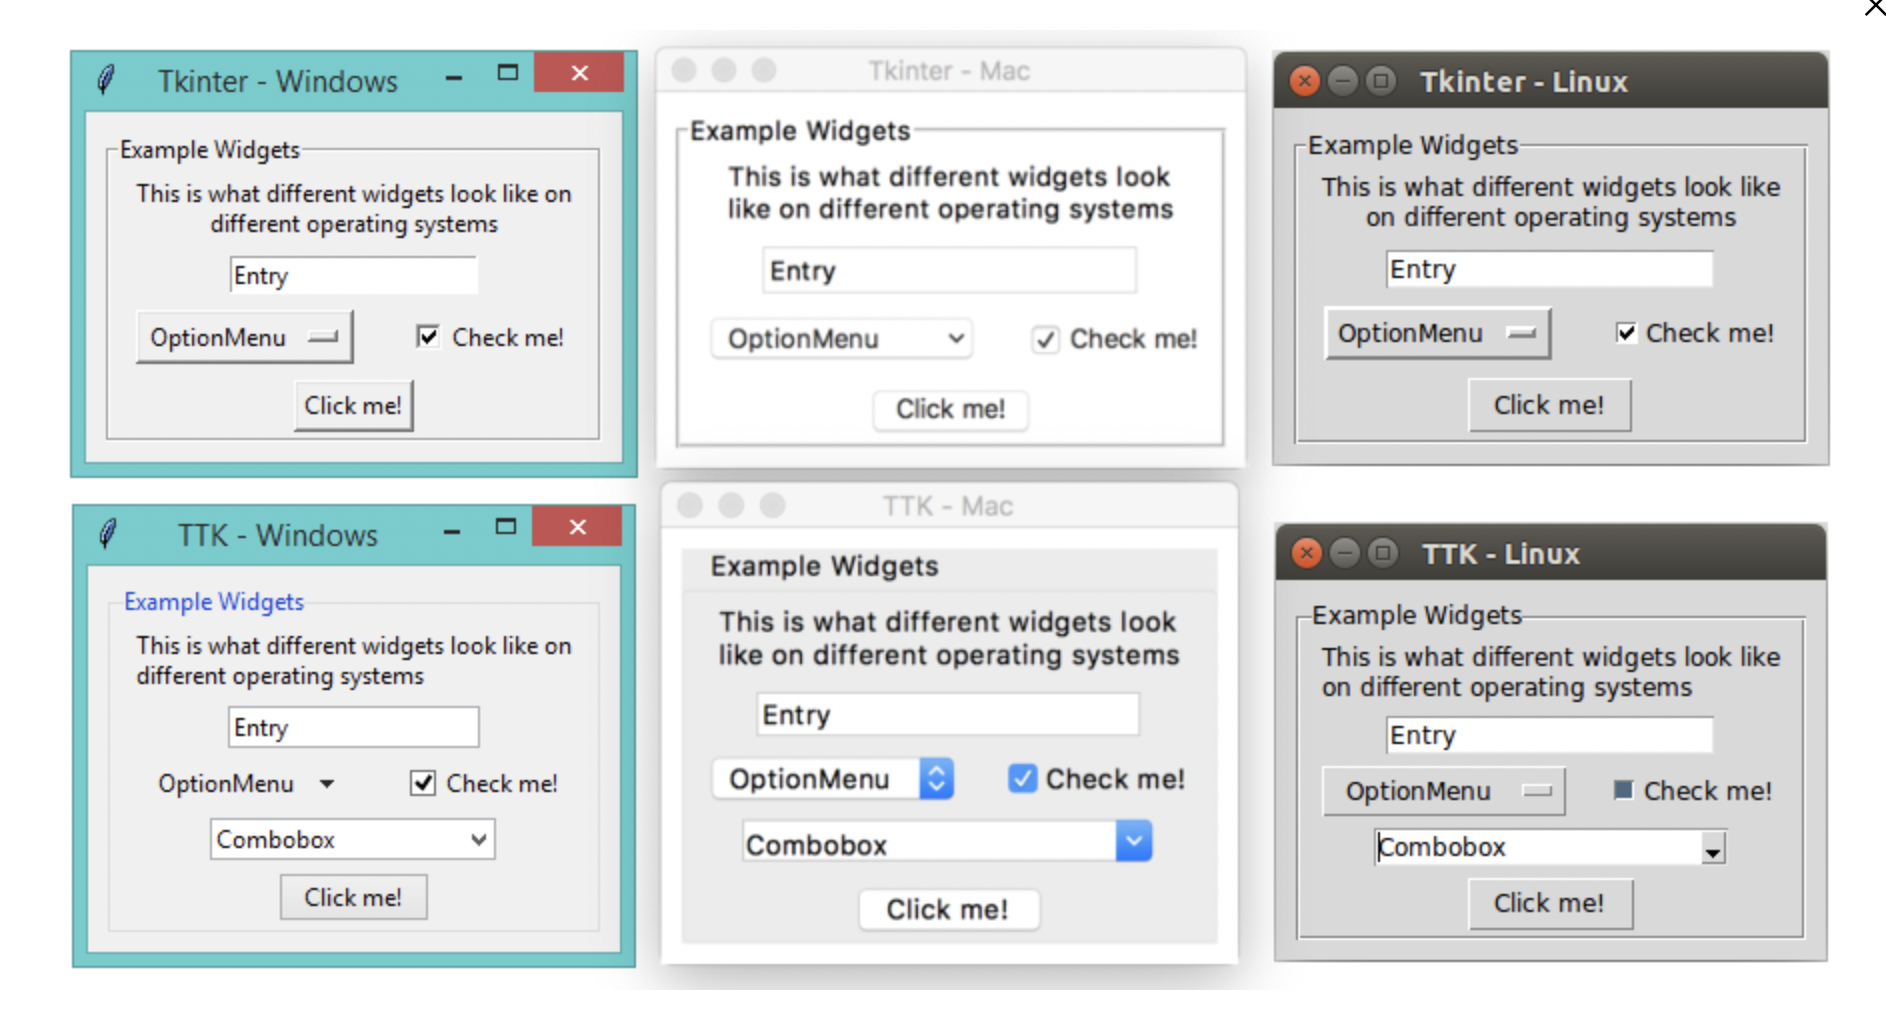 Tkinter - Windows
Example Widgets
This is what different widgets look like on
different operating systems
Entry
OptionMenu
Check me!
Click me!
Tkinter - Mac
Example Widgets
This is what different widgets look
like on different operating systems
Entry
OptionMenu
Check me!
Click me!
Tkinter - Linux
Example Widgets
This is what different widgets look like
on different operating systems
Entry
OptionMenu
Check me!
Click me!
TTK - Windows
Example Widgets
This is what different widgets look like on
different operating systems
Entry
OptionMenu
Check me!
Combobox
Click me!
TTK - Mac
Example Widgets
This is what different widgets look
like on different operating systems
Entry
OptionMenu
Check me!
Combobox
Click me!
TTK - Linux
Example Widgets
This is what different widgets look like
on different operating systems
Entry
OptionMenu
Check me!
Combobox
Click me!